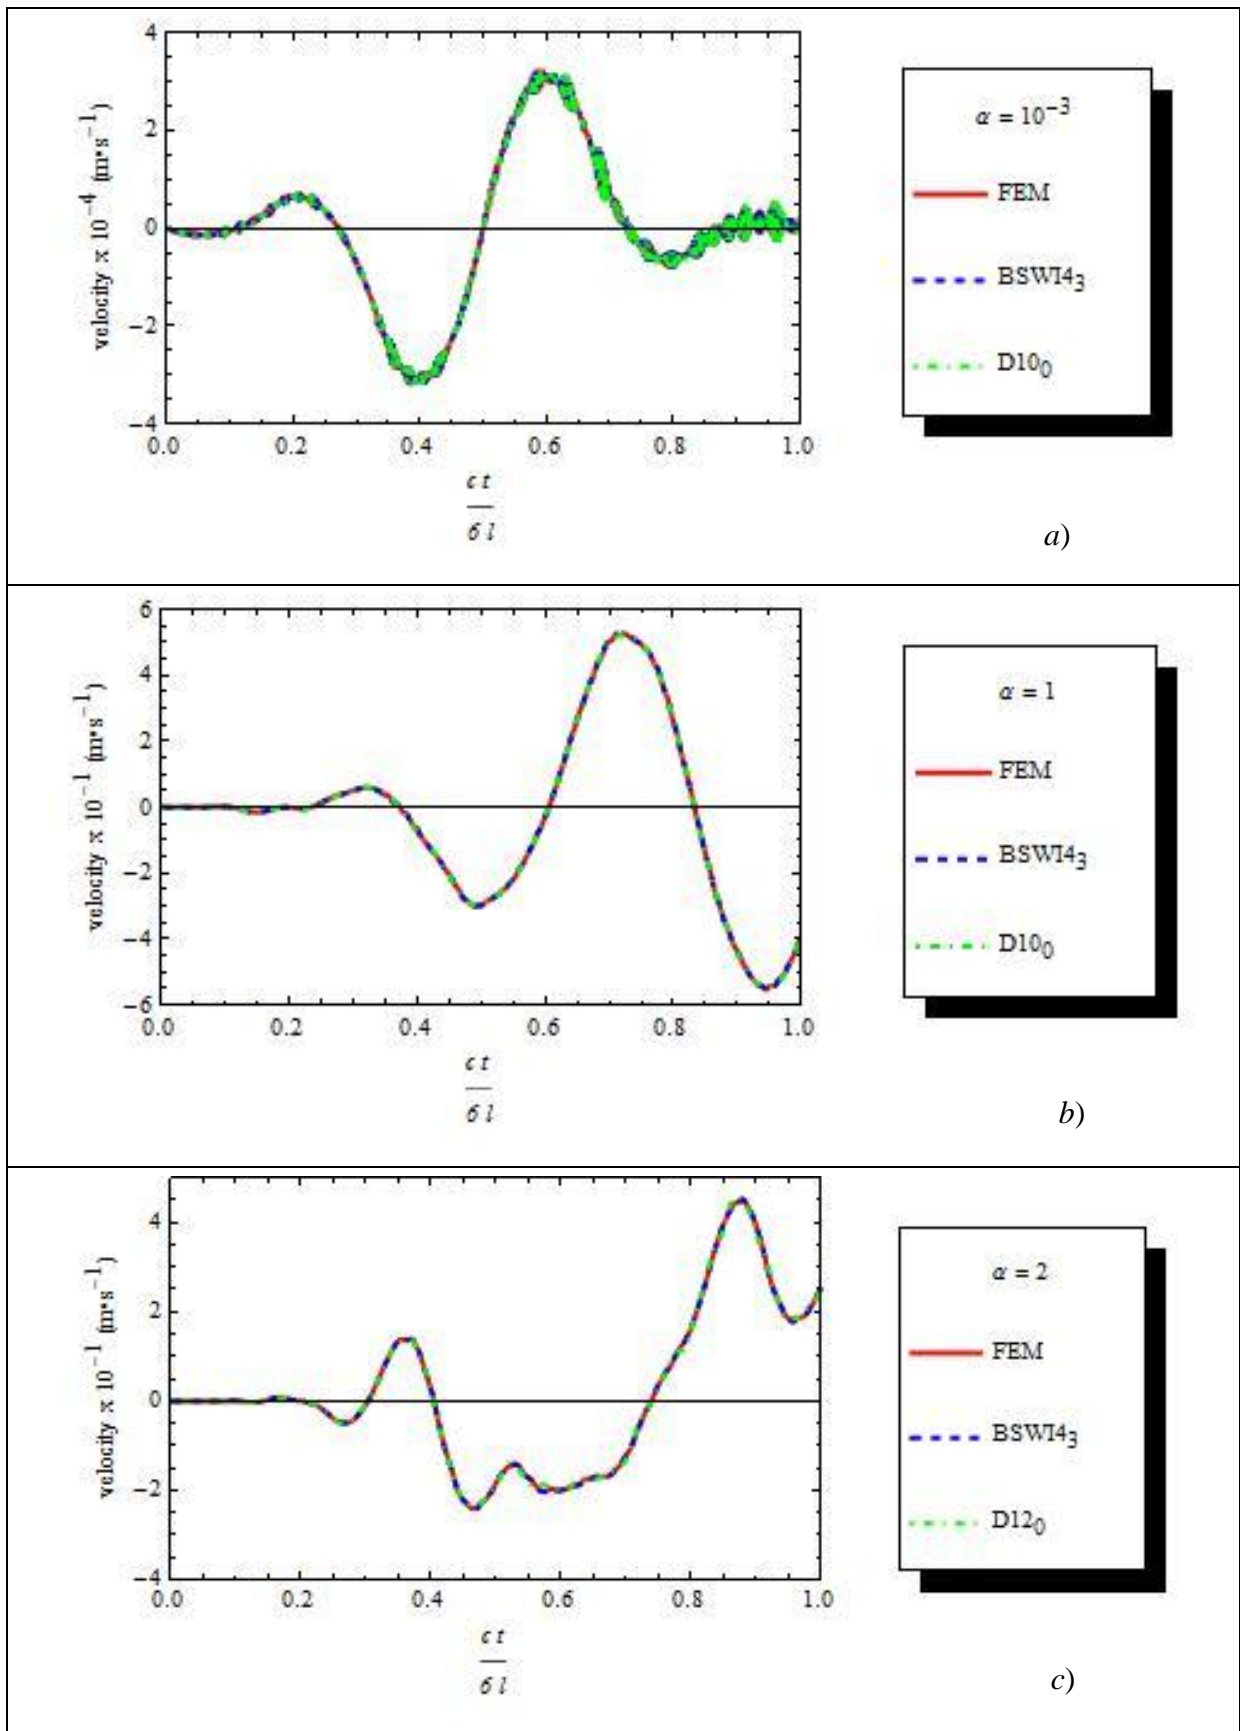 velocity x 10⁻⁴ (m•s⁻¹)
4
2
0
−2
−4
0.0 0.2 0.4 0.6 0.8 1.0
c t
6 l
α = 10⁻³
FEM
BSWI4₃
D10₀
a)
velocity x 10⁻¹ (m•s⁻¹)
6
4
2
0
−2
−4
−6
0.0 0.2 0.4 0.6 0.8 1.0
c t
6 l
α = 1
FEM
BSWI4₃
D10₀
b)
velocity x 10⁻¹ (m•s⁻¹)
4
2
0
−2
−4
0.0 0.2 0.4 0.6 0.8 1.0
c t
6 l
α = 2
FEM
BSWI4₃
D12₀
c)